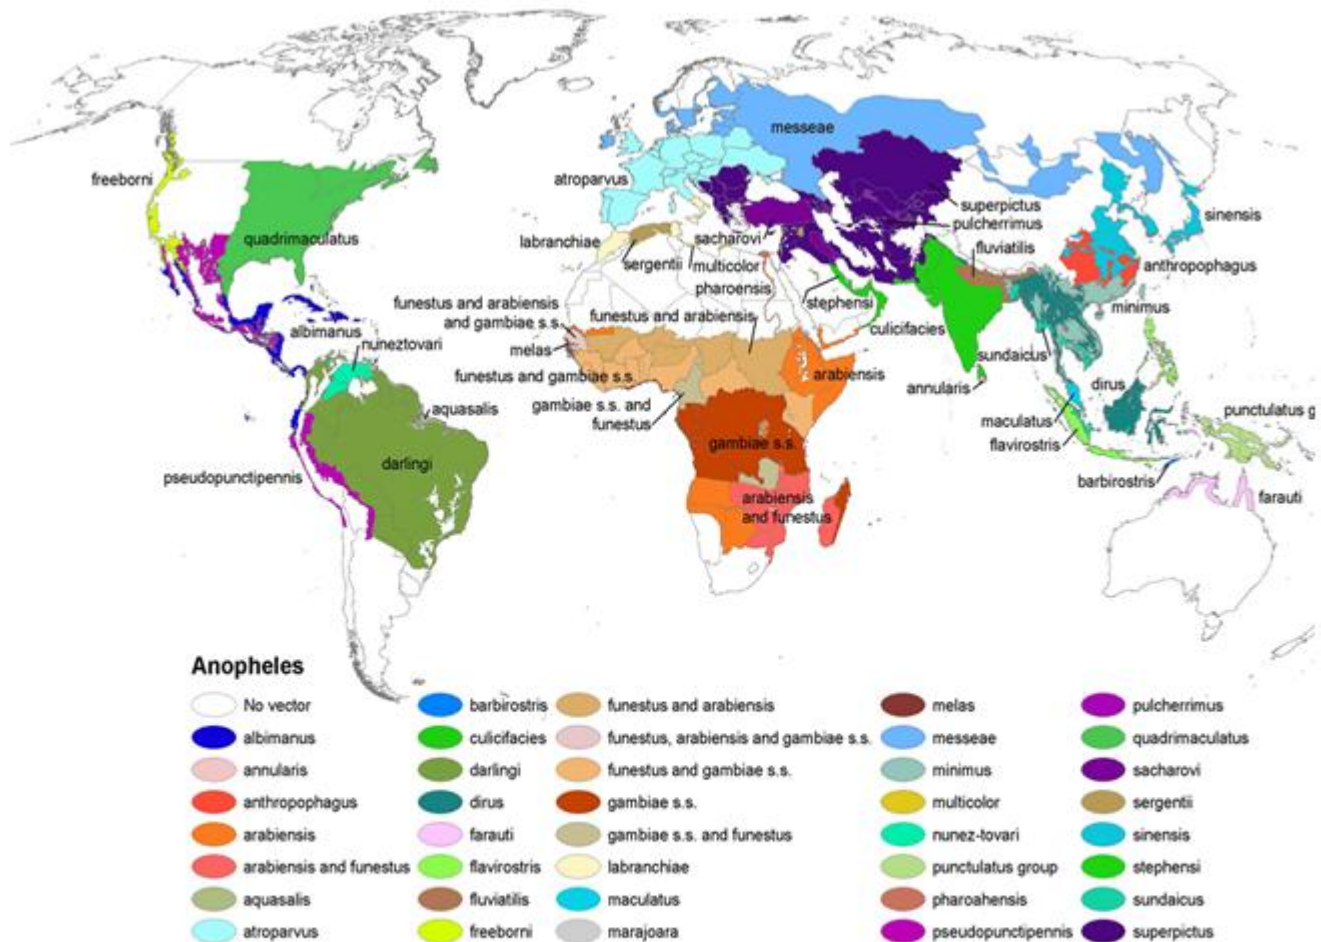 messeae
freeborni
atroparvus
superpictus
pulcherrimus
sinensis
quadrimaculatus
labranchiae
sacharovi
fluviatilis
sergentii
multicolor
anthropophagus
pharoensis
stephensi
minimus
funestus and arabiensis
and gambiae s.s.
funestus and arabiensis
culicifacies
albimanus
nuneztovari
melas
sundaicus
funestus and gambiae s.s.
arabiensis
annularis
dirus
aquasalis
gambiae s.s. and
funestus
punctulatus g
maculatus
flavirostris
gambiae s.s.
darlingi
pseudopunctipennis
barbirostris
arabiensis
and funestus
farauti
Anopheles
No vector
albimanus
annularis
anthropophagus
arabiensis
arabiensis and funestus
aquasalis
atroparvus
barbirostris
culicifacies
darlingi
dirus
farauti
flavirostris
fluviatilis
freeborni
funestus and arabiensis
funestus, arabiensis and gambiae s.s.
funestus and gambiae s.s.
gambiae s.s.
gambiae s.s. and funestus
labranchiae
maculatus
marajoara
melas
messeae
minimus
multicolor
nunez-tovari
punctulatus group
pharoahensis
pseudopunctipennis
pulcherrimus
quadrimaculatus
sacharovi
sergentii
sinensis
stephensi
sundaicus
superpictus